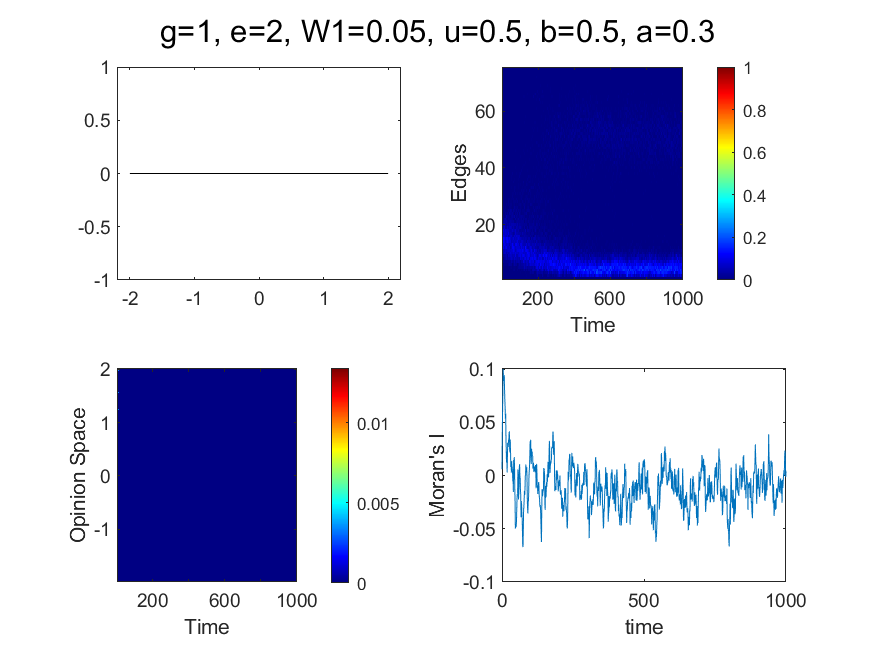 g=1, e=2, W1=0.05, u=0.5, b=0.5, a=0.3
1
0.5
0
-0.5
-1
-2 -1 0 1 2
Edges
60
40
20
200 600 1000
Time
1
0.8
0.6
0.4
0.2
0
Opinion Space
2
1
0
-1
200 600 1000
Time
0.01
0.005
0
Moran's I
0.1
0.05
0
-0.05
-0.1
0 500 1000
time